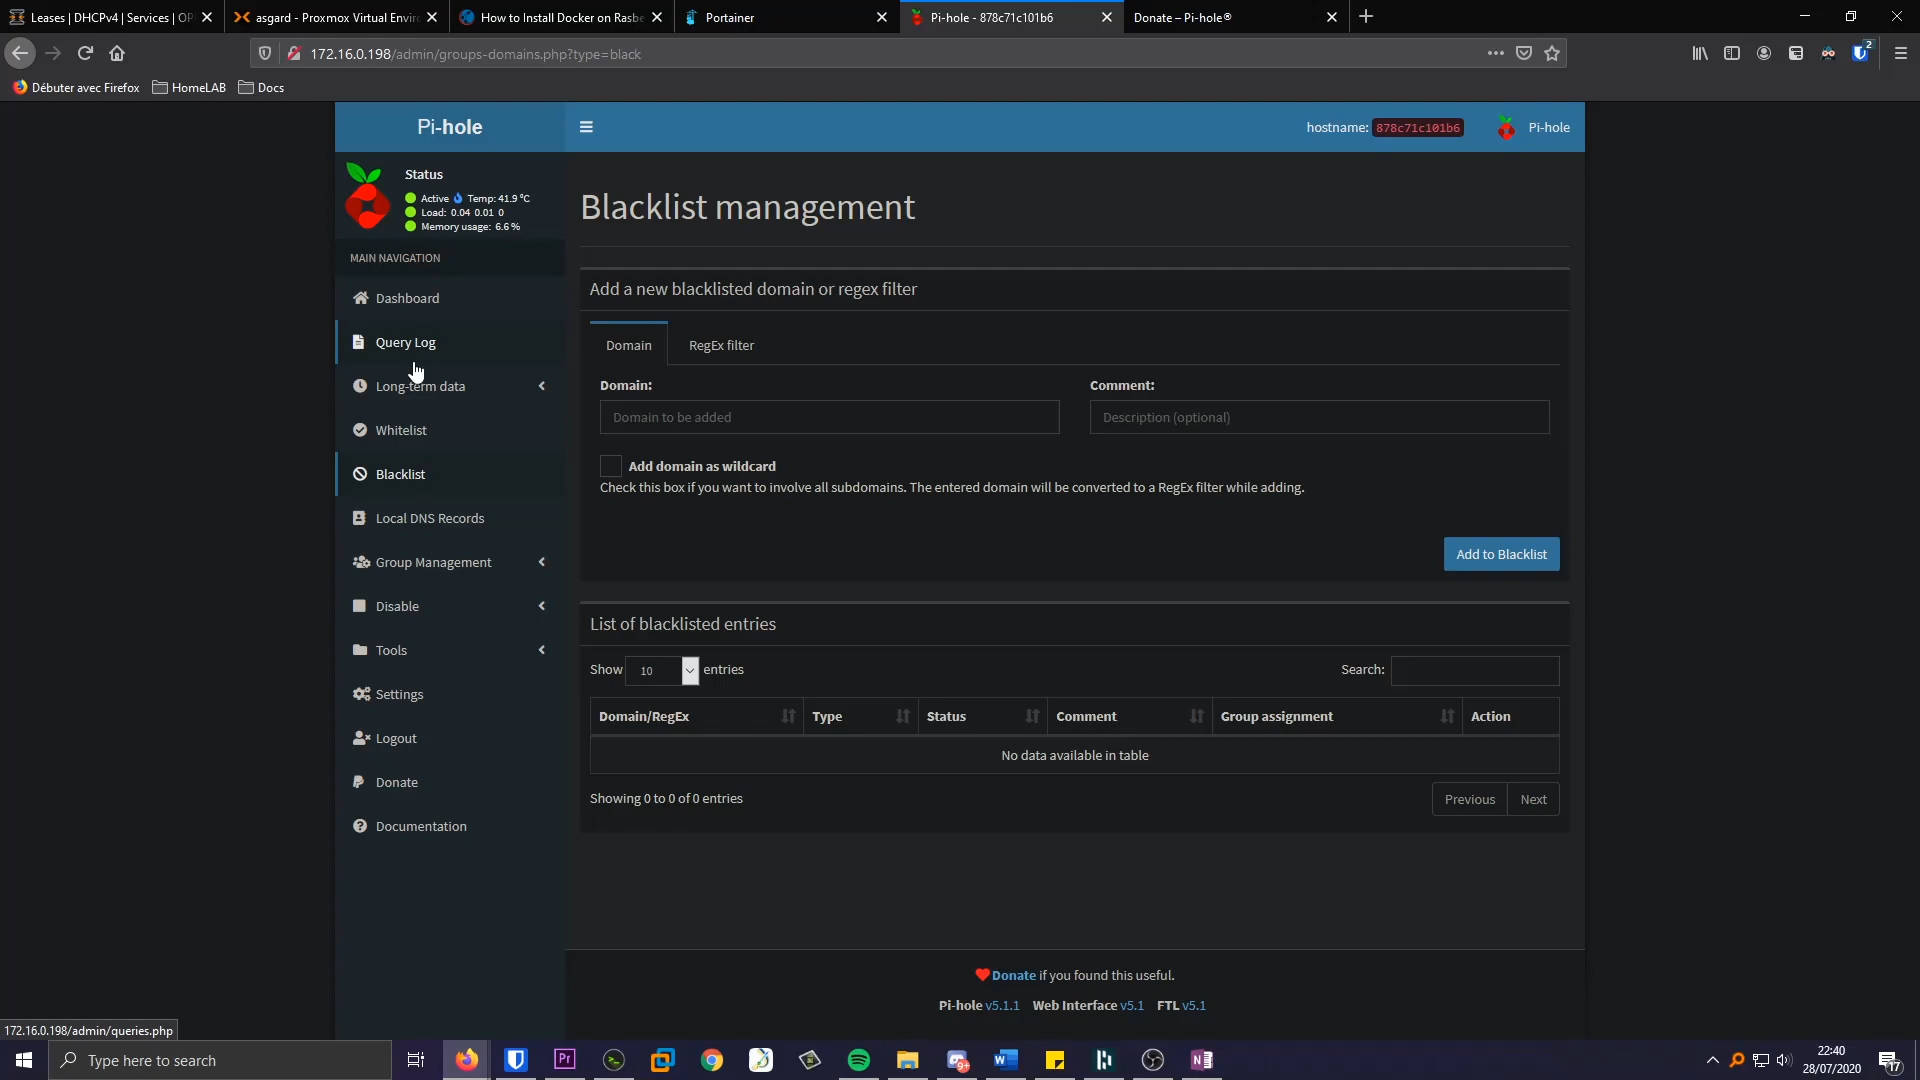 Leases | DHCPv4 | Services | OP
asgard - Proxmox Virtual Enviro
How to Install Docker on Rasbe
Portainer
Pi-hole - 878c71c101b6
Donate – Pi-hole®
172.16.0.198/admin/groups-domains.php?type=black
2
Débuter avec Firefox
HomeLAB
Docs
Pi-hole
hostname: 878c71c101b6
Pi-hole
Status
Active Temp: 41.9 °C
Load: 0.04 0.01 0
Memory usage: 6.6 %
MAIN NAVIGATION
Dashboard
Query Log
Long-term data
Whitelist
Blacklist
Local DNS Records
Group Management
Disable
Tools
Settings
Logout
Donate
Documentation
Blacklist management
Add a new blacklisted domain or regex filter
Domain
RegEx filter
Domain:
Comment:
Domain to be added
Description (optional)
Add domain as wildcard
Check this box if you want to involve all subdomains. The entered domain will be converted to a RegEx filter while adding.
Add to Blacklist
List of blacklisted entries
Show 10 entries
Search:
Domain/RegEx
Type
Status
Comment
Group assignment
Action
No data available in table
Showing 0 to 0 of 0 entries
Previous
Next
Donate if you found this useful.
Pi-hole v5.1.1 Web Interface v5.1 FTL v5.1
172.16.0.198/admin/queries.php
Type here to search
Pr
9+
W
N
22:40
28/07/2020
17